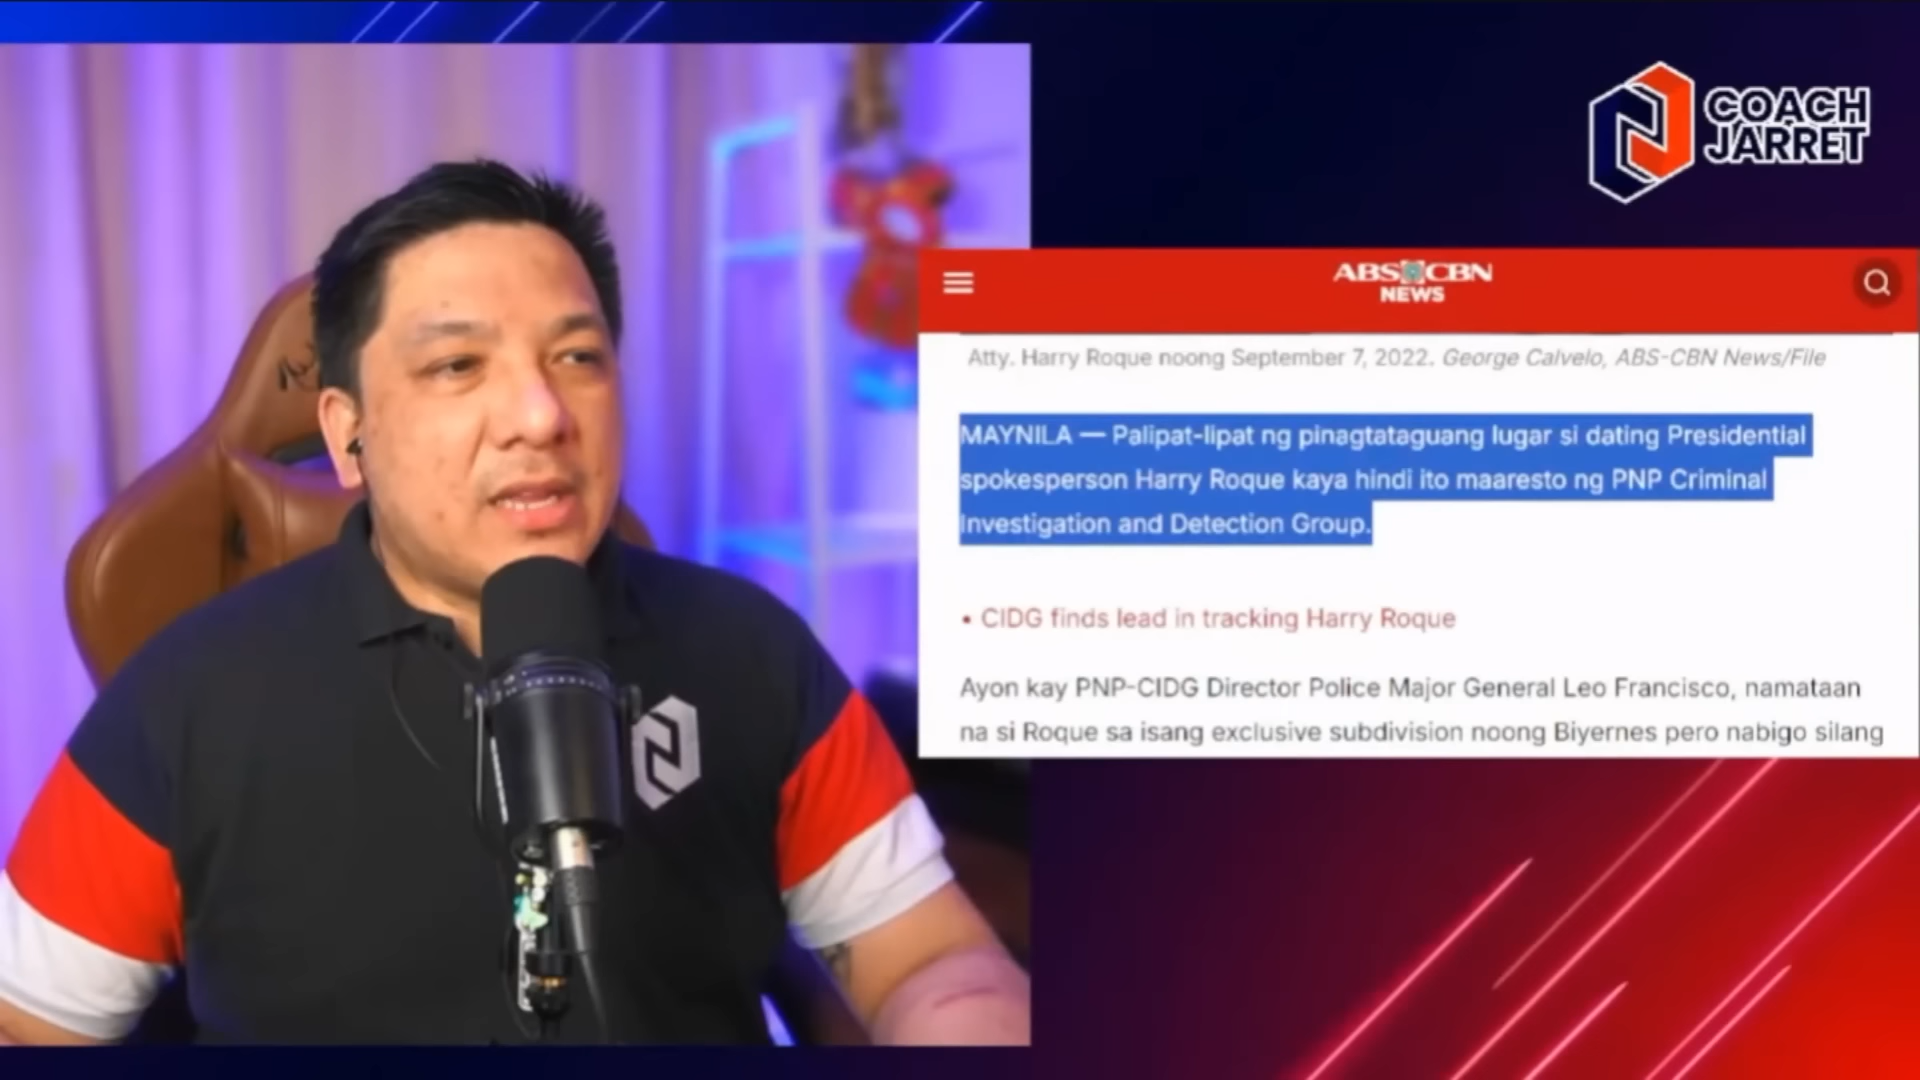 COACH
JARRET
ABS-CBN
NEWS
Atty. Harry Roque noong September 7, 2022. George Calvelo, ABS-CBN News/File
MAYNILA — Palipat-lipat ng pinagtataguang lugar si dating Presidential
spokesperson Harry Roque kaya hindi ito maaresto ng PNP Criminal
Investigation and Detection Group.
• CIDG finds lead in tracking Harry Roque
Ayon kay PNP-CIDG Director Police Major General Leo Francisco, namataan
na si Roque sa isang exclusive subdivision noong Biyernes pero nabigo silang